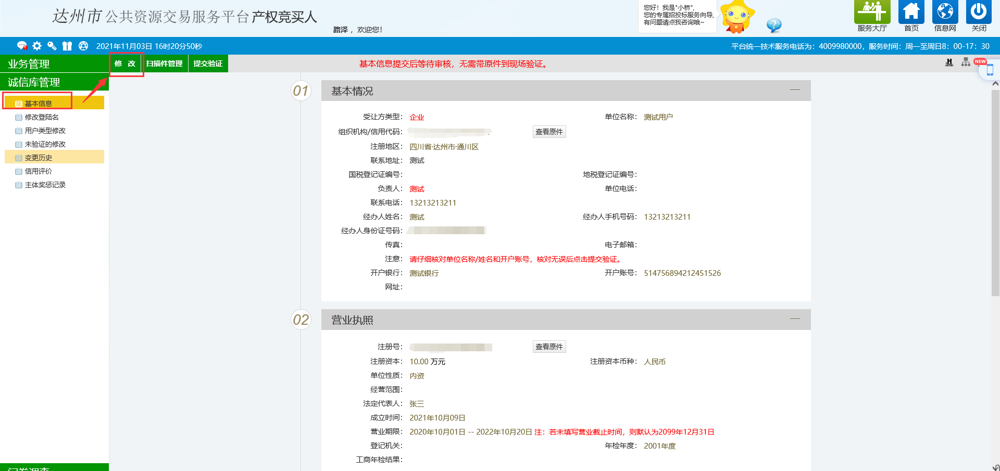 达州市公共资源交易服务平台 产权竞买人
路泽 ，欢迎您！
您好！我是"小桥",
您的专属招投标服务向导,
有问题请点我咨询哦~
服务大厅 首页 信息网 关闭
2021年11月03日 16时20分50秒
平台统一技术服务电话为：4009980000，服务时间：周一至周日8：00-17：30
业务管理
修 改 扫描件管理 提交验证
基本信息提交后等待审核，无需带原件到现场验证。
NEW
诚信库管理
基本信息
修改登陆名
用户类型修改
未验证的修改
变更历史
信用评价
主体奖惩记录
01 基本情况
受让方类型： 企业 单位名称： 测试用户
组织机构/信用代码： 查看原件
注册地区： 四川省·达州市·通川区
联系地址： 测试
国税登记证编号： 地税登记证编号：
负责人： 测试 单位电话：
联系电话： 13213213211
经办人姓名： 测试 经办人手机号码： 13213213211
经办人身份证号码：
传真： 电子邮箱：
注意： 请仔细核对单位名称/姓名和开户账号，核对无误后点击提交验证。
开户银行： 测试银行 开户账号： 514756894212451526
网址：
02 营业执照
注册号： 查看原件
注册资本： 10.00 万元 注册资本币种： 人民币
单位性质： 内资
经营范围：
法定代表人： 张三
成立时间： 2021年10月09日
营业期限： 2020年10月01日 -- 2022年10月20日 注：若未填写营业截止时间，则默认为2099年12月31日
登记机关： 年检年度： 2001年度
工商年检结果：
问卷调查